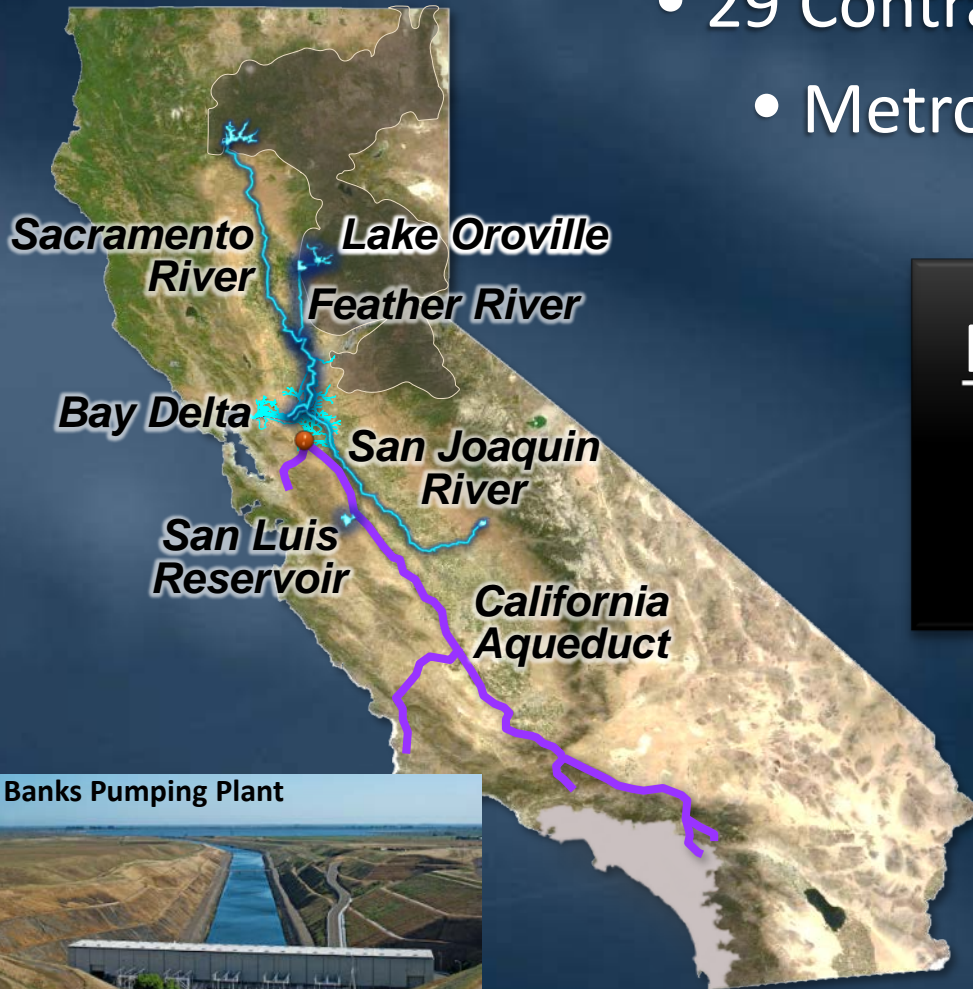 • 29
• 
Sacramento
River
Lake Oroville
Feather River
Bay Delta
San Joaquin
River
San Luis
Reservoir
California
Aqueduct
Banks Pumping Plant